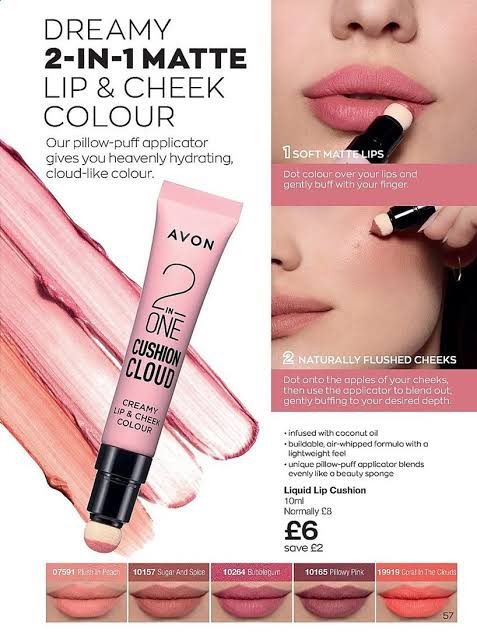 DREAMY
2-IN-1 MATTE
LIP & CHEEK
COLOUR
Our pillow-puff applicator
gives you heavenly hydrating,
cloud-like colour.
AVON
2
IN
ONE
CUSHION
CLOUD
CREAMY
LIP & CHEEK
COLOUR
1 SOFT MATTE LIPS
Dot colour over your lips and
gently buff with your finger.
2 NATURALLY FLUSHED CHEEKS
Dot onto the apples of your cheeks,
then use the applicator to blend out,
gently buffing to your desired depth.
• infused with coconut oil
• buildable, air-whipped formula with a
lightweight feel
• unique pillow-puff applicator blends
evenly like a beauty sponge
Liquid Lip Cushion
10ml
Normally £8
£6
save £2
07591 Plush In Peach
10157 Sugar And Spice
10264 Bubblegum
10165 Pillowy Pink
19919 Coral In The Clouds
57